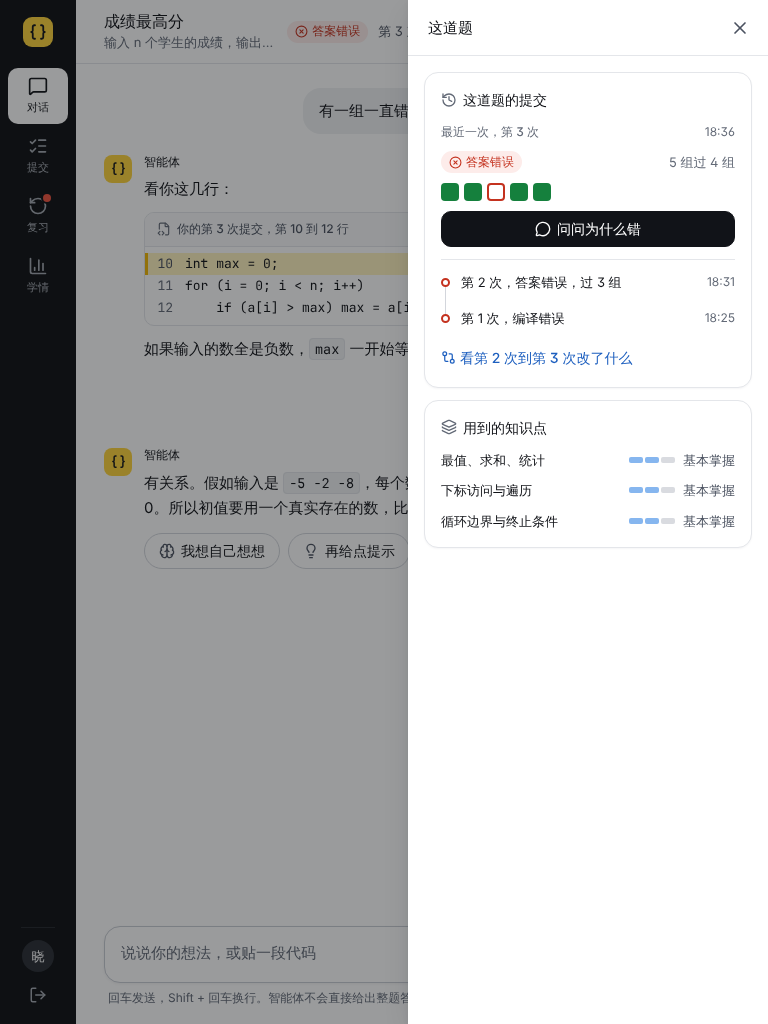 {}
对话
提交
复习
学情
晓
成绩最高分
输入 n 个学生的成绩，输出...
答案错误
第 3
有一组一直错
{}
智能体
看你这几行：
你的第 3 次提交，第 10 到 12 行
10 int max = 0;
11 for (i = 0; i < n; i++)
12     if (a[i] > max) max = a[i
如果输入的数全是负数，max 一开始等
{}
智能体
有关系。假如输入是 -5 -2 -8，每个
0。所以初值要用一个真实存在的数，比
我想自己想想
再给点提示
说说你的想法，或贴一段代码
回车发送，Shift + 回车换行。智能体不会直接给出整题答
这道题
这道题的提交
最近一次，第 3 次 18:36
答案错误 5 组过 4 组
问问为什么错
第 2 次，答案错误，过 3 组 18:31
第 1 次，编译错误 18:25
看第 2 次到第 3 次改了什么
用到的知识点
最值、求和、统计 基本掌握
下标访问与遍历 基本掌握
循环边界与终止条件 基本掌握